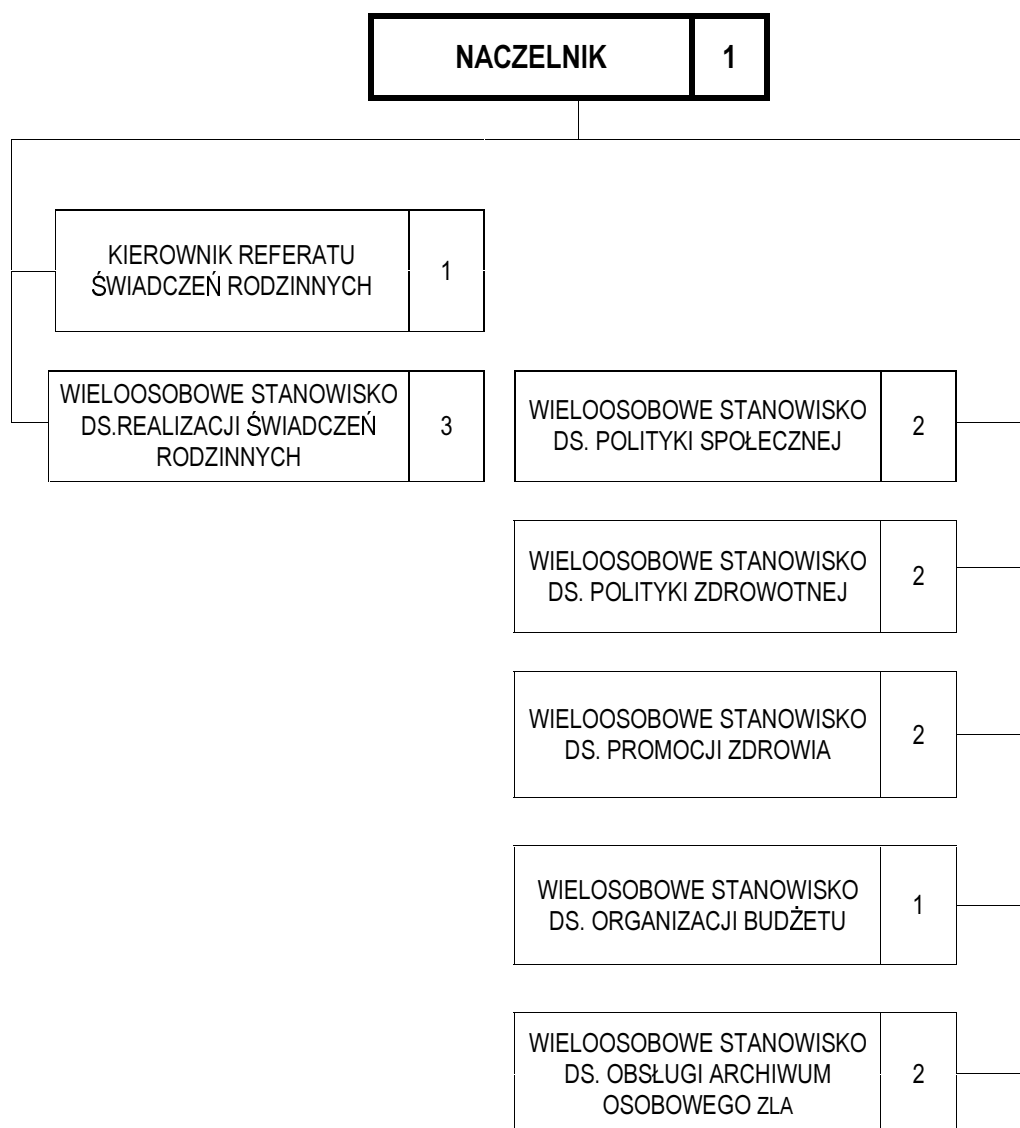 NACZELNIK 1
KIEROWNIK REFERATU
ŚWIADCZEŃ RODZINNYCH
1
WIELOOSOBOWE STANOWISKO
DS.REALIZACJI ŚWIADCZEŃ
RODZINNYCH
3
WIELOOSOBOWE STANOWISKO
DS. POLITYKI SPOŁECZNEJ
2
WIELOOSOBOWE STANOWISKO
DS. POLITYKI ZDROWOTNEJ
2
WIELOOSOBOWE STANOWISKO
DS. PROMOCJI ZDROWIA
2
WIELOSOBOWE STANOWISKO
DS. ORGANIZACJI BUDŻETU
1
WIELOOSOBOWE STANOWISKO
DS. OBSŁUGI ARCHIWUM
OSOBOWEGO ZLA
2